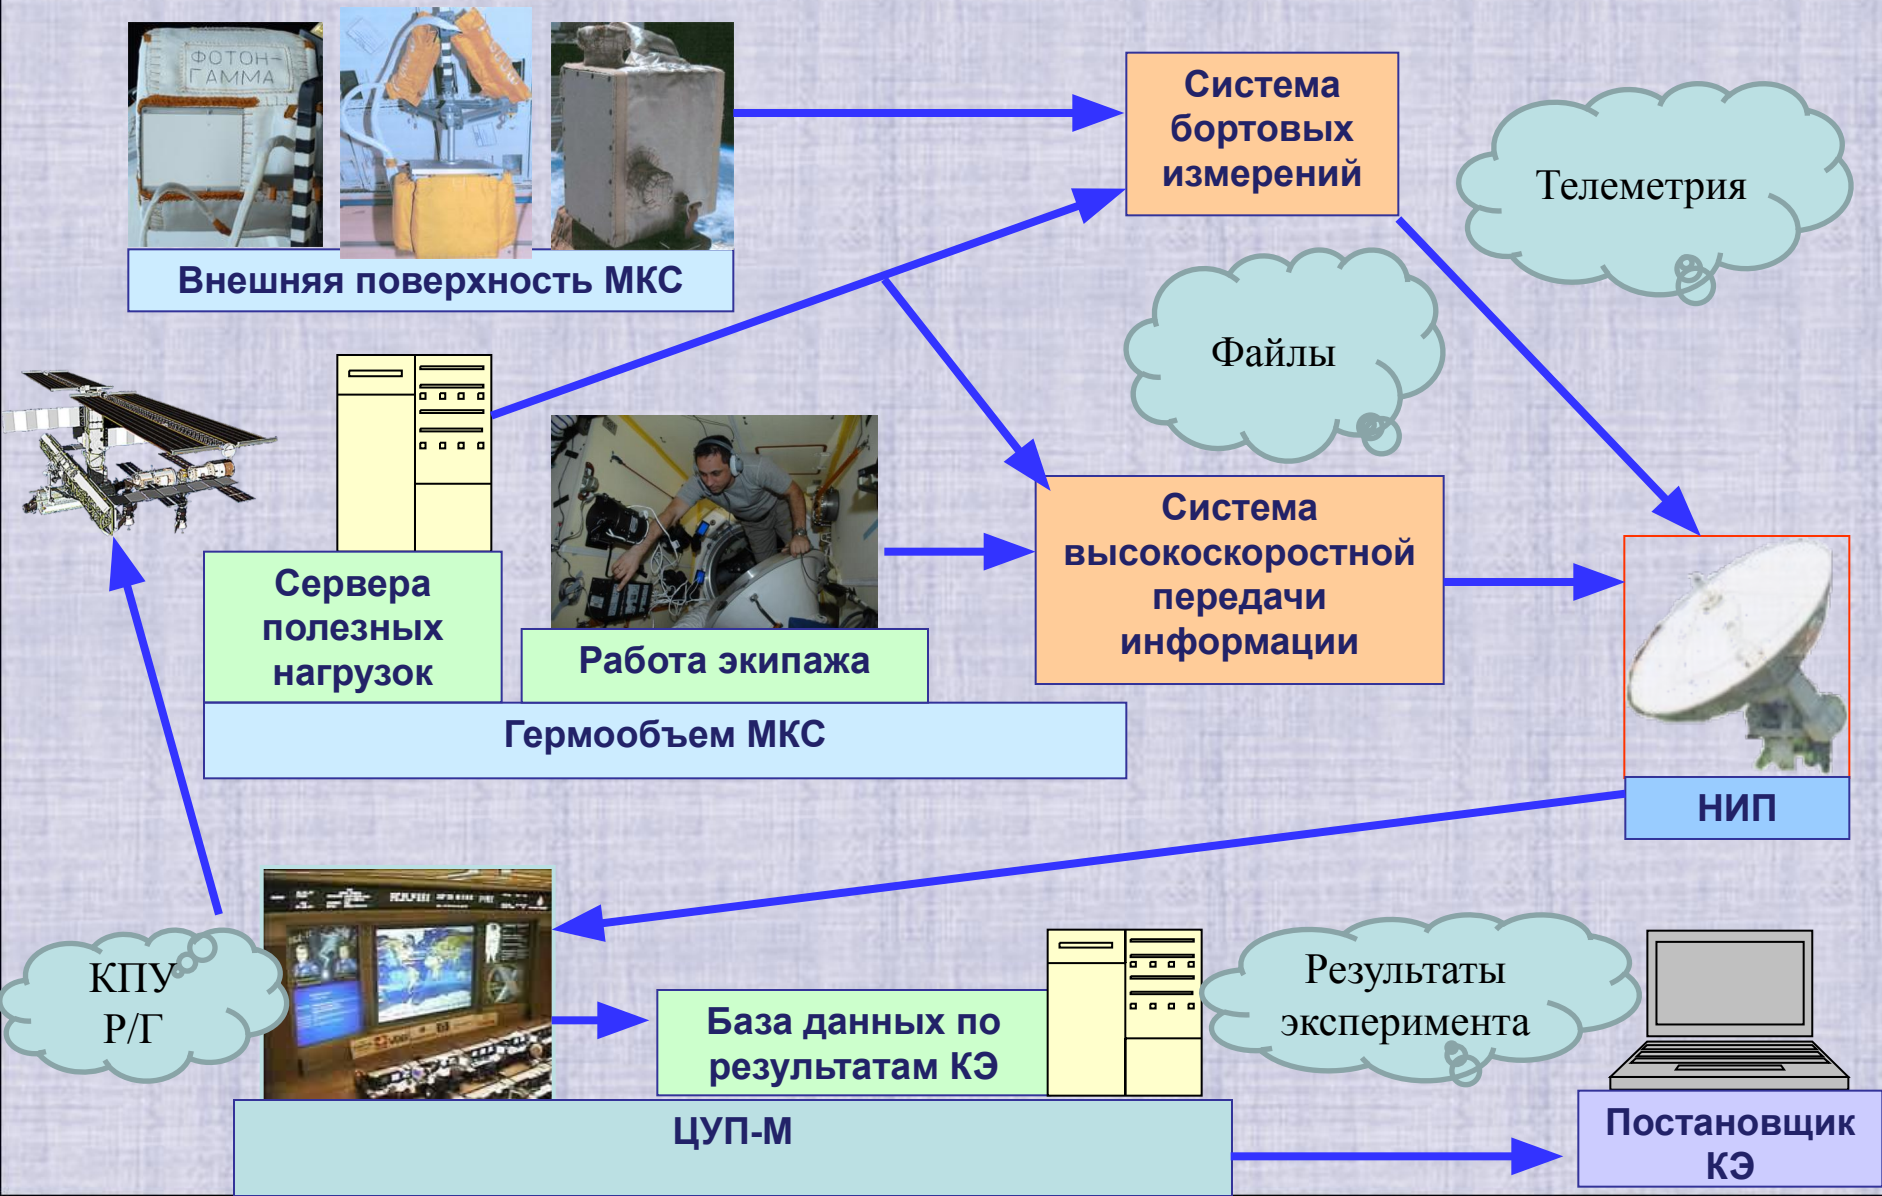 ФОТОН-
ГАММА
Внешняя поверхность МКС
Система
бортовых
измерений
Телеметрия
Файлы
Сервера
полезных
нагрузок
Работа экипажа
Гермообъем МКС
Система
высокоскоростной
передачи
информации
НИП
КПУ
Р/Г
База данных по
результатам КЭ
ЦУП-М
Результаты
эксперимента
Постановщик
КЭ